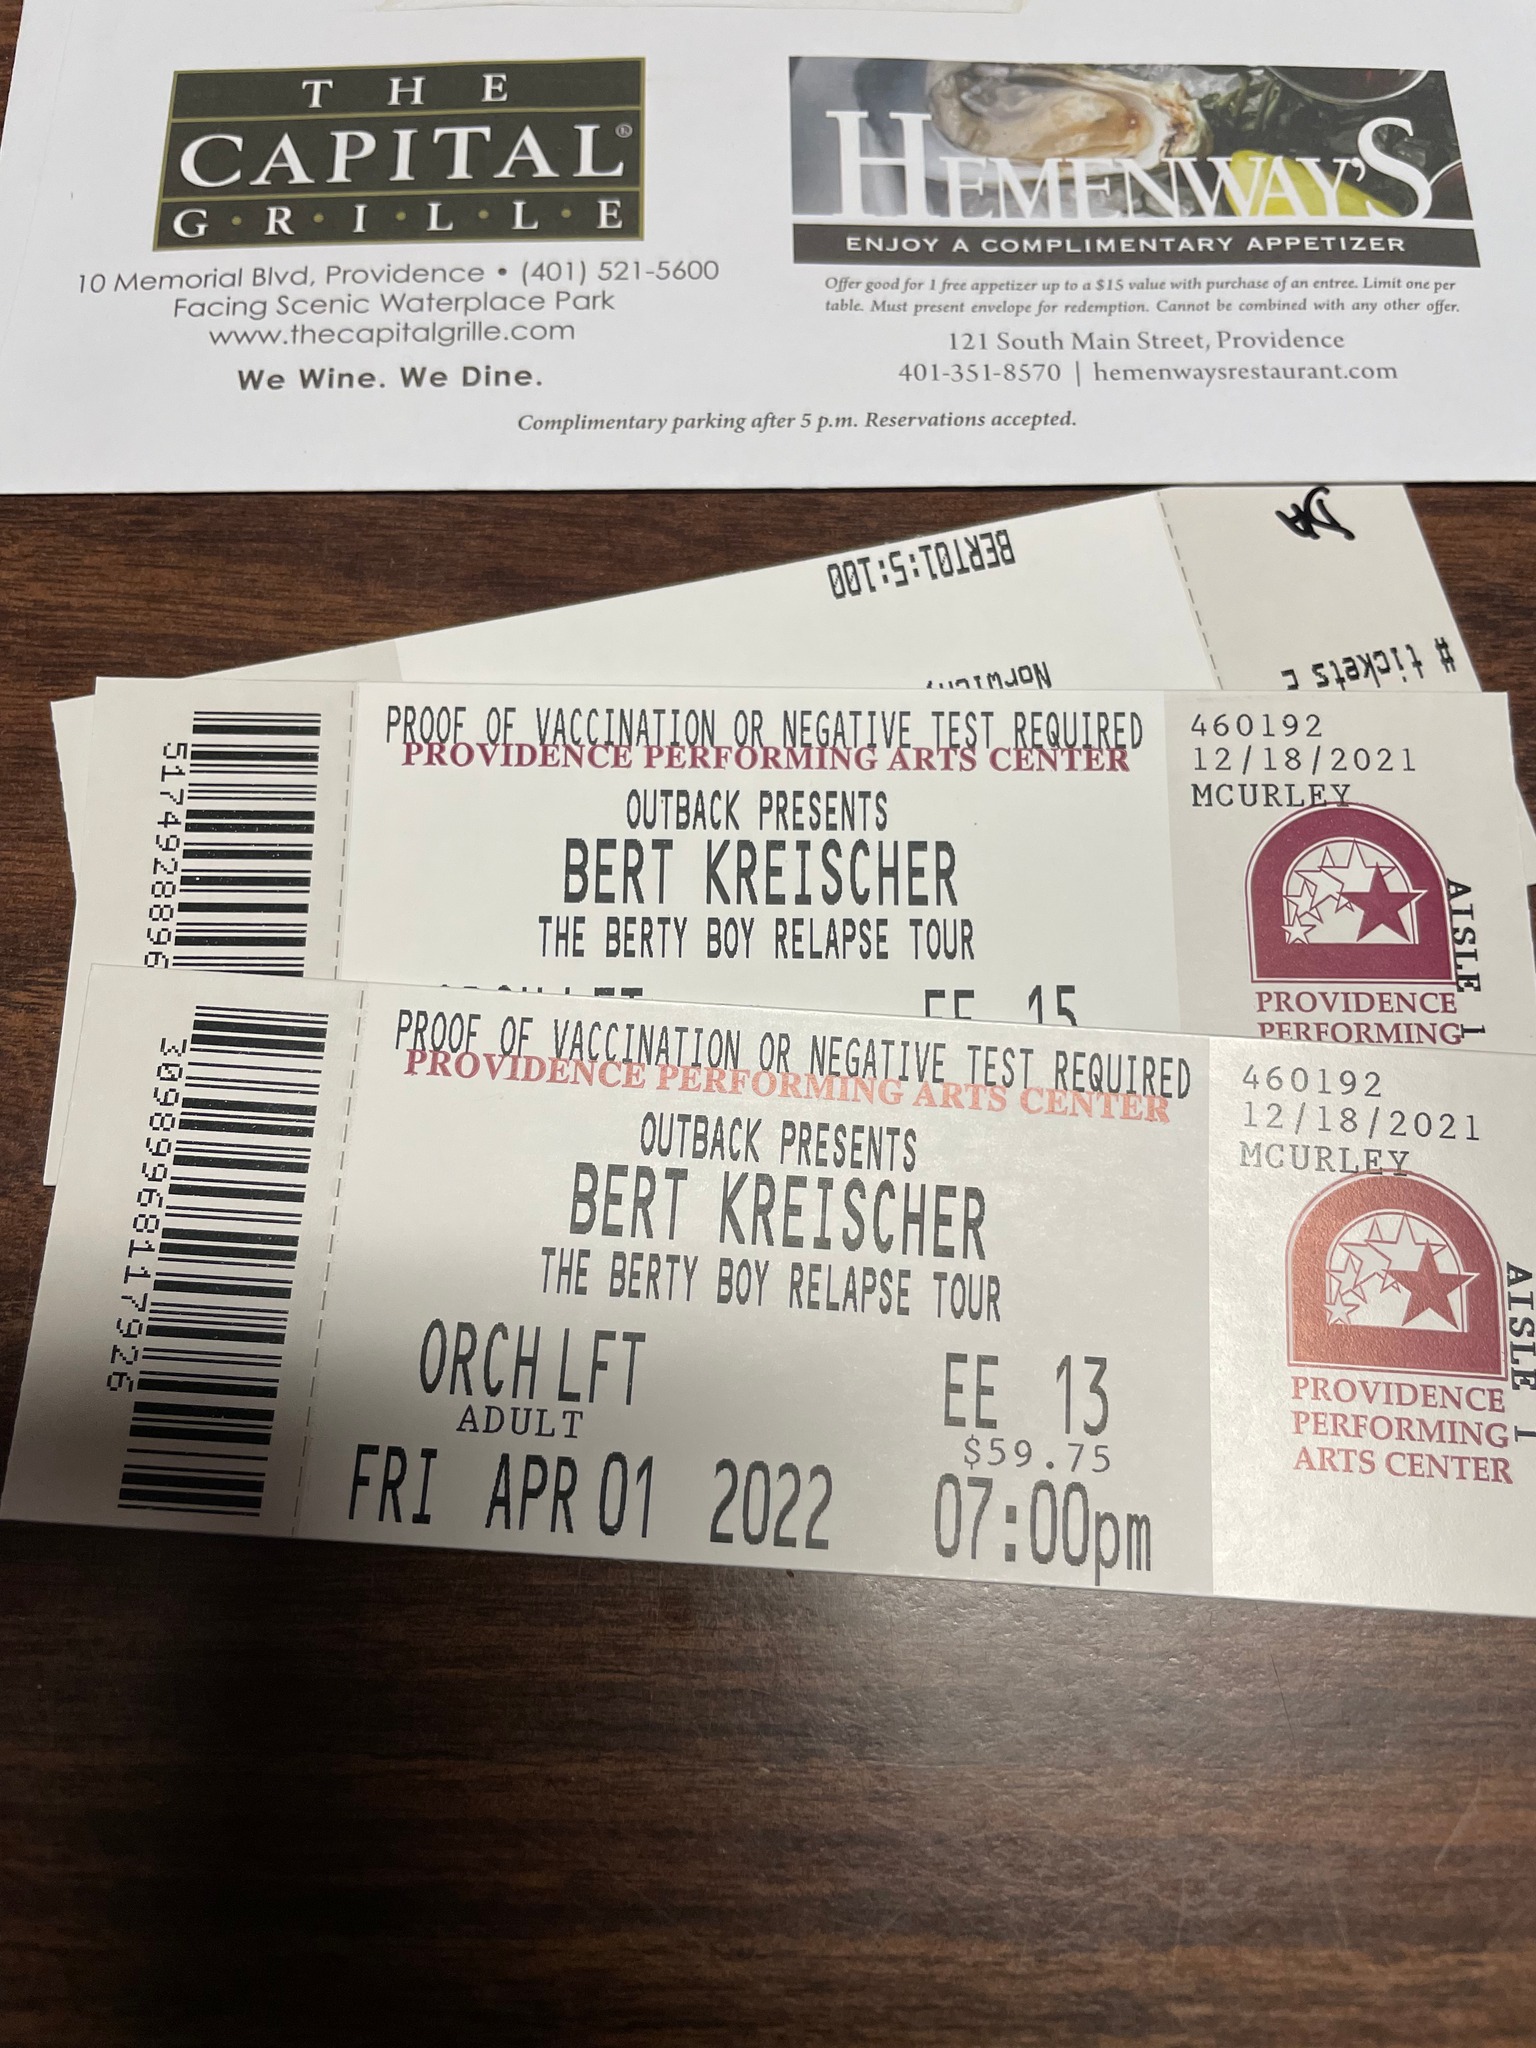 THE
CAPITAL®
G·R·I·L·L·E
10 Memorial Blvd, Providence • (401) 521-5600
Facing Scenic Waterplace Park
www.thecapitalgrille.com
We Wine. We Dine.
HEMENWAY'S
ENJOY A COMPLIMENTARY APPETIZER
Offer good for 1 free appetizer up to a $15 value with purchase of an entree. Limit one per
table. Must present envelope for redemption. Cannot be combined with any other offer.
121 South Main Street, Providence
401-351-8570 | hemenwaysrestaurant.com
Complimentary parking after 5 p.m. Reservations accepted.
DA
BERT01:5:100
# tickets
Norwich,
5174928896
PROOF OF VACCINATION OR NEGATIVE TEST REQUIRED
PROVIDENCE PERFORMING ARTS CENTER
OUTBACK PRESENTS
BERT KREISCHER
THE BERTY BOY RELAPSE TOUR
ORCH LFT EE 15
460192
12/18/2021
MCURLEY
AISLE 1
PROVIDENCE
PERFORMING
30989968117926
PROOF OF VACCINATION OR NEGATIVE TEST REQUIRED
PROVIDENCE PERFORMING ARTS CENTER
OUTBACK PRESENTS
BERT KREISCHER
THE BERTY BOY RELAPSE TOUR
ORCH LFT EE 13
ADULT $59.75
FRI APR 01 2022 07:00pm
460192
12/18/2021
MCURLEY
AISLE 1
PROVIDENCE
PERFORMING
ARTS CENTER